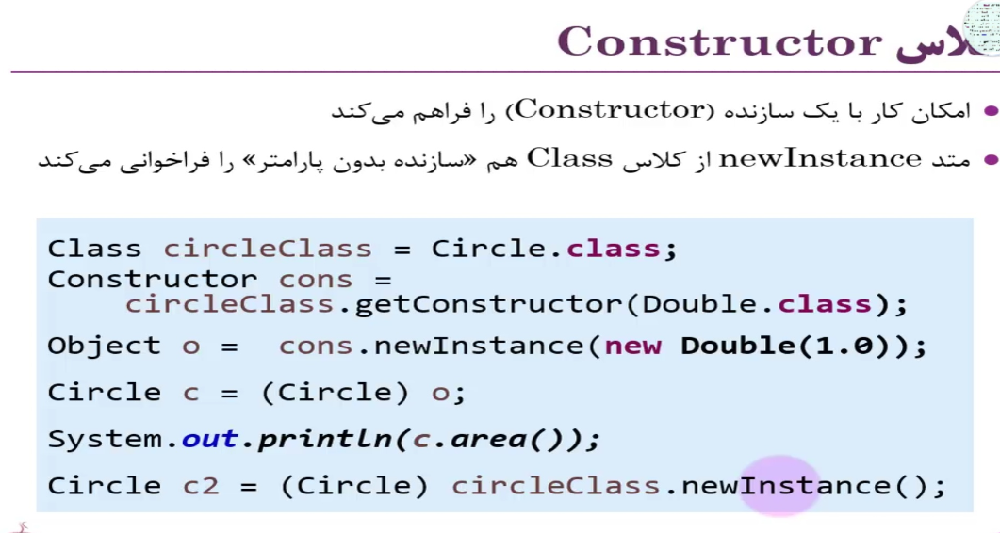 کلاس Constructor
امکان کار با یک سازنده (Constructor) را فراهم می‌کند
متد newInstance از کلاس Class هم «سازنده بدون پارامتر» را فراخوانی می‌کند
Class circleClass = Circle.class;
Constructor cons =
circleClass.getConstructor(Double.class);
Object o = cons.newInstance(new Double(1.0));
Circle c = (Circle) o;
System.out.println(c.area());
Circle c2 = (Circle) circleClass.newInstance();